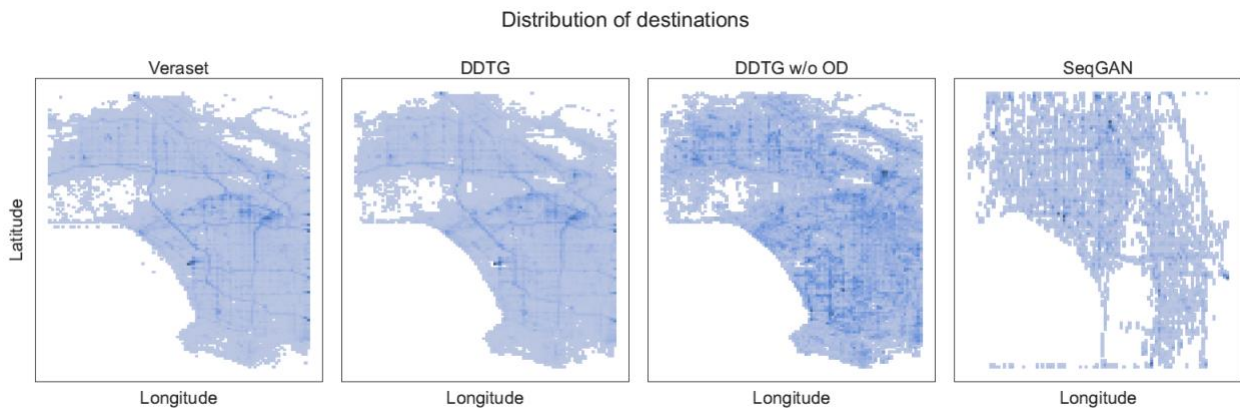 Distribution of destinations
Veraset
DDTG
DDTG w/o OD
SeqGAN
Latitude
Longitude
Longitude
Longitude
Longitude